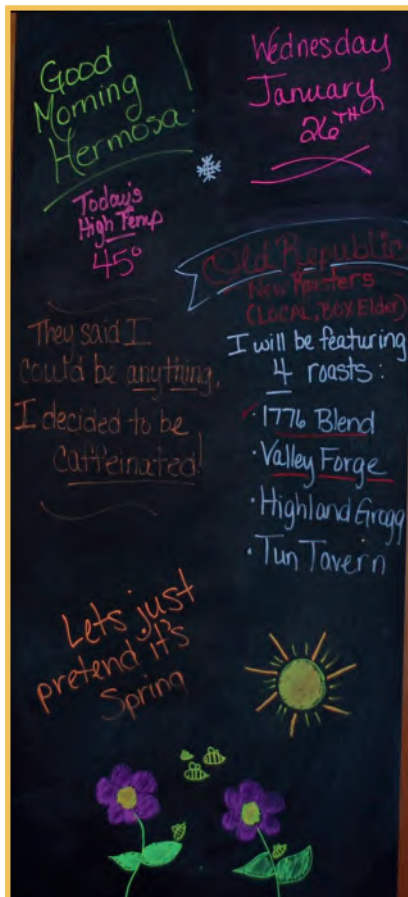 Good
Morning
Hermosa!
Wednesday
January
26TH
Today's
High Temp
45°
Old Republic
New Roasters
(LOCAL, BOX Elder)
I will be featuring
4 roasts:
• 1776 Blend
• Valley Forge
• Highland Grogg
• Tun Tavern
They said I
could be anything,
I decided to be
caffeinated!
Lets just
pretend it's
Spring